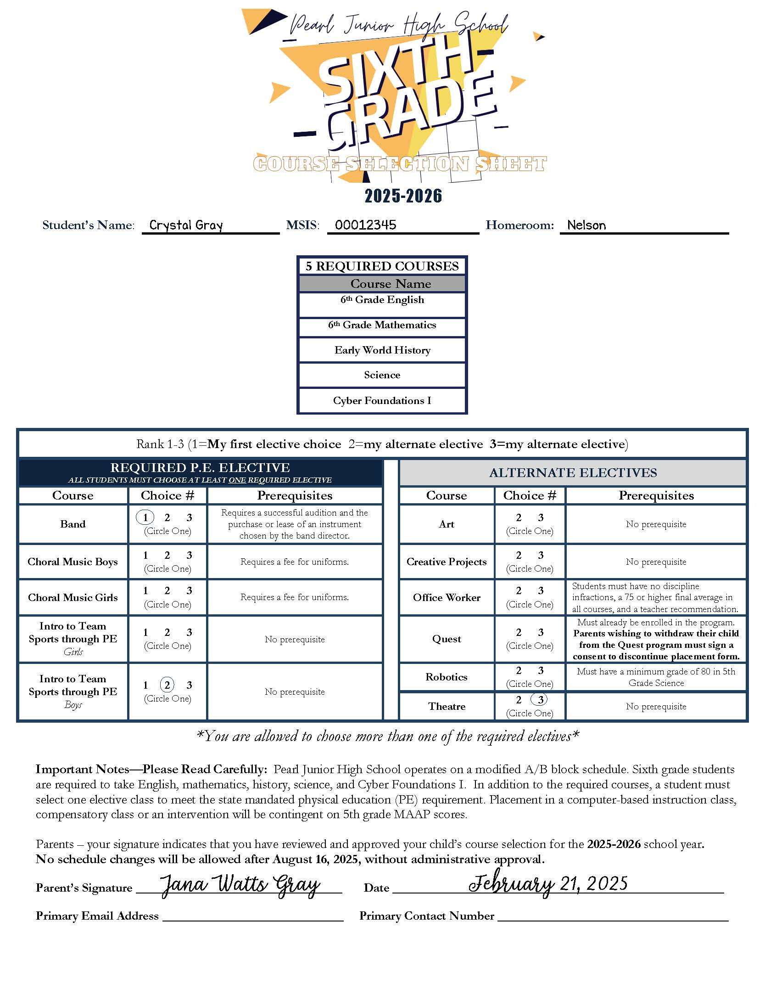 Pearl Junior High School
SIXTH
GRADE
COURSE SELECTION SHEET
2025-2026
Student's Name: Crystal Gray MSIS: 00012345 Homeroom: Nelson
5 REQUIRED COURSES
Course Name
6th Grade English
6th Grade Mathematics
Early World History
Science
Cyber Foundations I
Rank 1-3 (1=My first elective choice 2=my alternate elective 3=my alternate elective)
REQUIRED P.E. ELECTIVE
ALL STUDENTS MUST CHOOSE AT LEAST ONE REQUIRED ELECTIVE
Course Choice # Prerequisites
Band
1 2 3
(Circle One)
Requires a successful audition and the
purchase or lease of an instrument
chosen by the band director.
Choral Music Boys
1 2 3
(Circle One)
Requires a fee for uniforms.
Choral Music Girls
1 2 3
(Circle One)
Requires a fee for uniforms.
Intro to Team
Sports through PE
Girls
1 2 3
(Circle One)
No prerequisite
Intro to Team
Sports through PE
Boys
1 2 3
(Circle One)
No prerequisite
ALTERNATE ELECTIVES
Course Choice # Prerequisites
Art
2 3
(Circle One)
No prerequisite
Creative Projects
2 3
(Circle One)
No prerequisite
Office Worker
2 3
(Circle One)
Students must have no discipline
infractions, a 75 or higher final average in
all courses, and a teacher recommendation.
Quest
2 3
(Circle One)
Must already be enrolled in the program.
Parents wishing to withdraw their child
from the Quest program must sign a
consent to discontinue placement form.
Robotics
2 3
(Circle One)
Must have a minimum grade of 80 in 5th
Grade Science
Theatre
2 3
(Circle One)
No prerequisite
*You are allowed to choose more than one of the required electives*
Important Notes—Please Read Carefully: Pearl Junior High School operates on a modified A/B block schedule. Sixth grade students
are required to take English, mathematics, history, science, and Cyber Foundations I. In addition to the required courses, a student must
select one elective class to meet the state mandated physical education (PE) requirement. Placement in a computer-based instruction class,
compensatory class or an intervention will be contingent on 5th grade MAAP scores.
Parents – your signature indicates that you have reviewed and approved your child's course selection for the 2025-2026 school year.
No schedule changes will be allowed after August 16, 2025, without administrative approval.
Parent's Signature Jana Watts Gray Date February 21, 2025
Primary Email Address Primary Contact Number